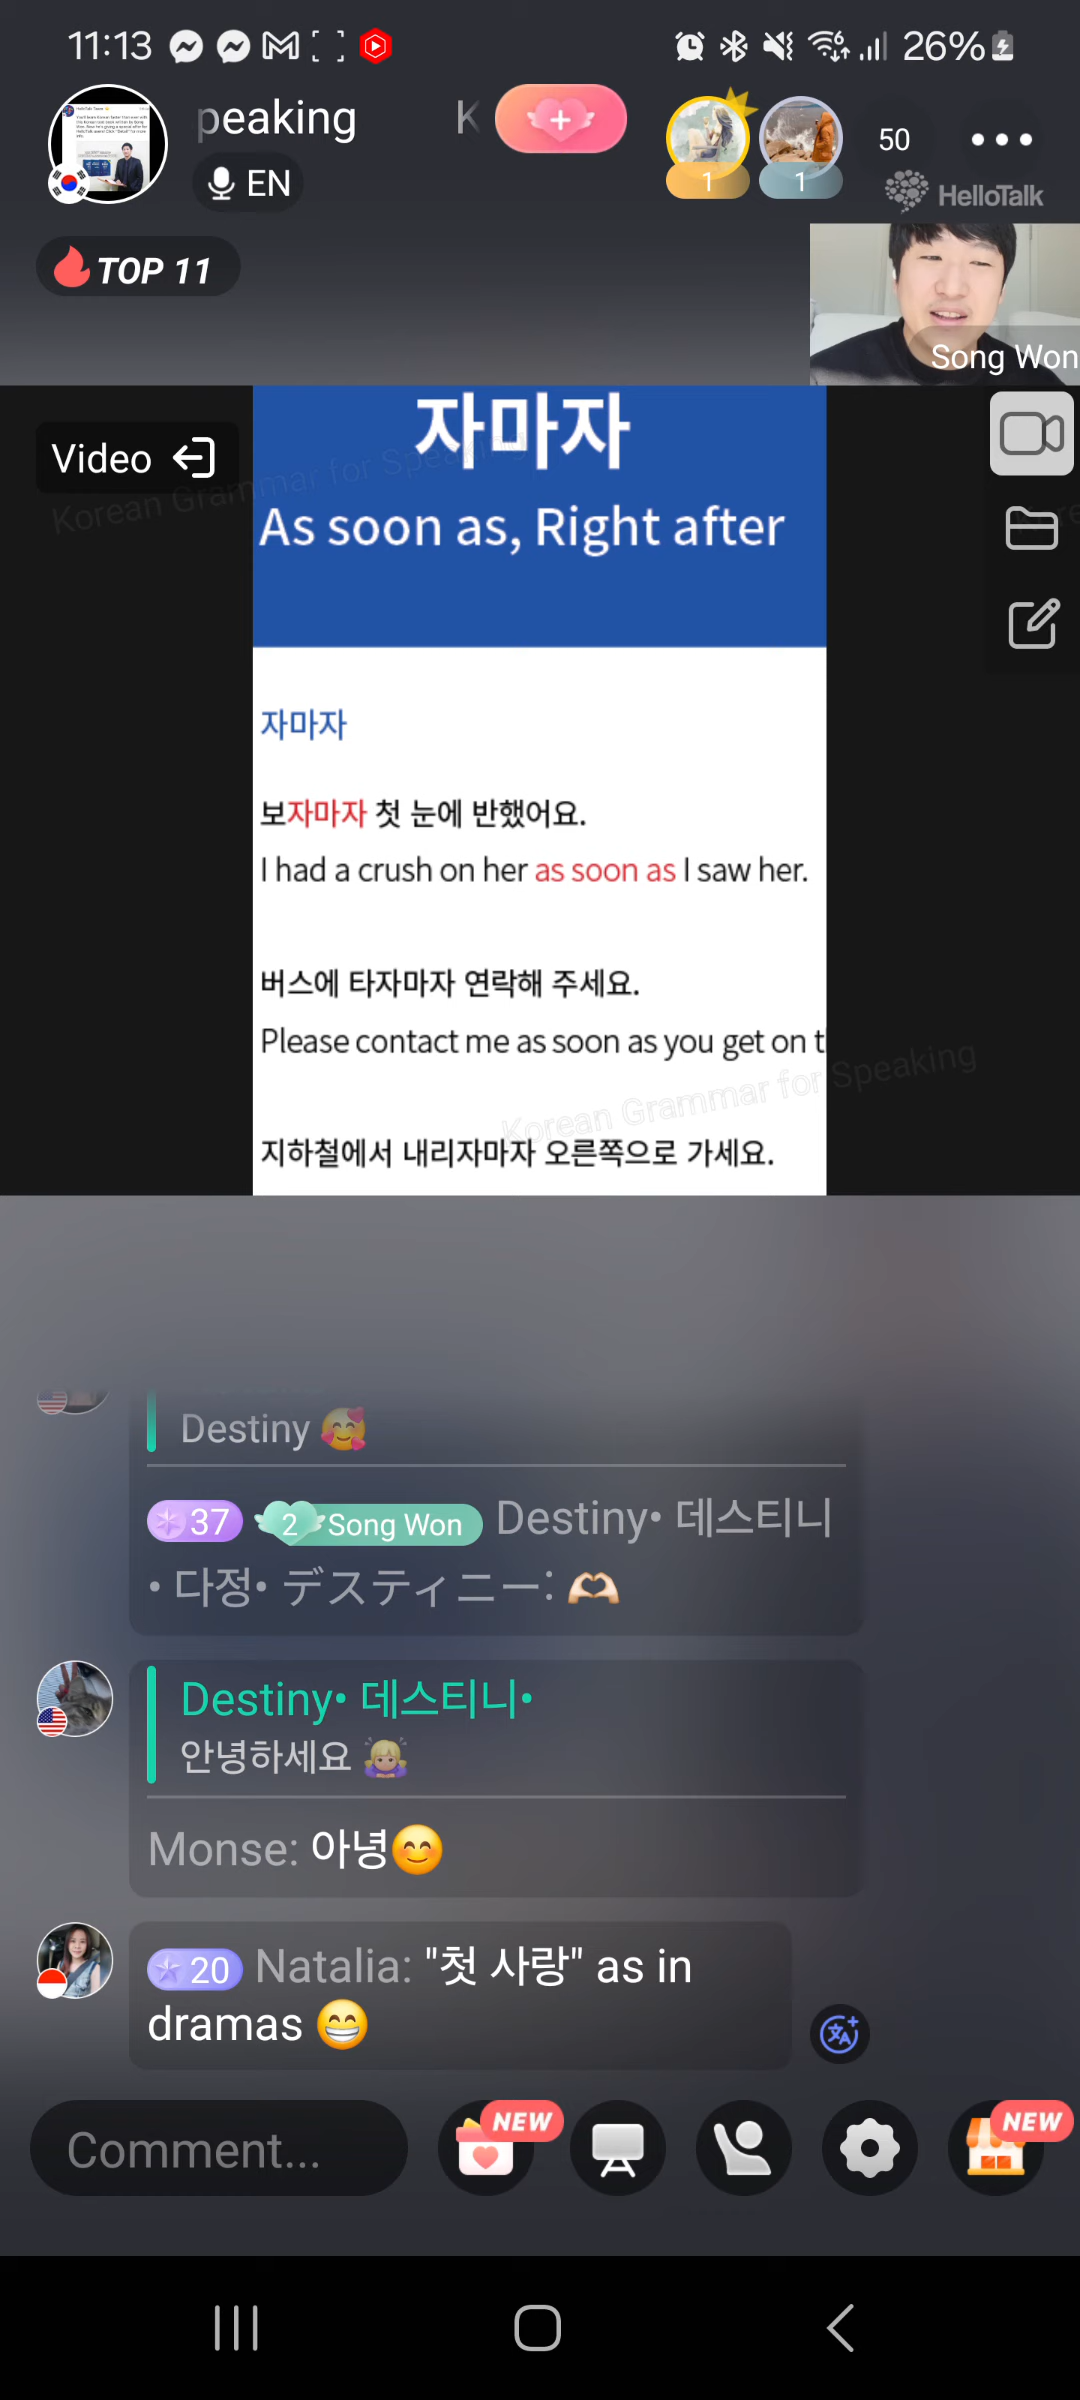 11:13
26%
peaking
EN
50
1
1
HelloTalk
TOP 11
Song Won
Video
자마자
As soon as, Right after
Korean Grammar for Speaking
자마자
보자마자 첫 눈에 반했어요.
I had a crush on her as soon as I saw her.
버스에 타자마자 연락해 주세요.
Please contact me as soon as you get on t
Korean Grammar for Speaking
지하철에서 내리자마자 오른쪽으로 가세요.
Destiny 🥰
37 2 Song Won Destiny• 데스티니
• 다정• デスティニー: 🫶🏻
Destiny• 데스티니•
안녕하세요 🙇🏼‍♀️
Monse: 아녕😊
20 Natalia: "첫 사랑" as in
dramas 😁
Comment...
NEW
NEW